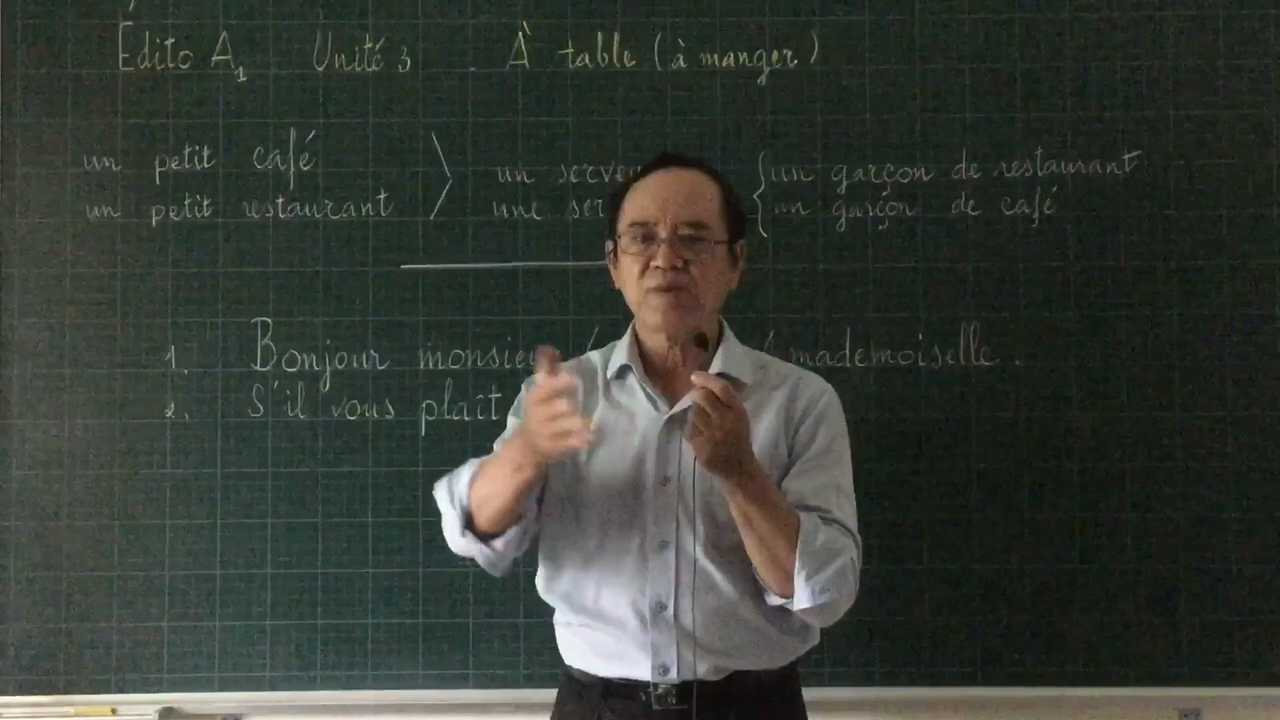 Édito A1 Unité 3 . À table (à manger)
un petit café > un serveu { un garçon de restaurant
un petit restaurant une ser un garçon de café
1. Bonjour monsieu mademoiselle.
2. S'il vous plaît